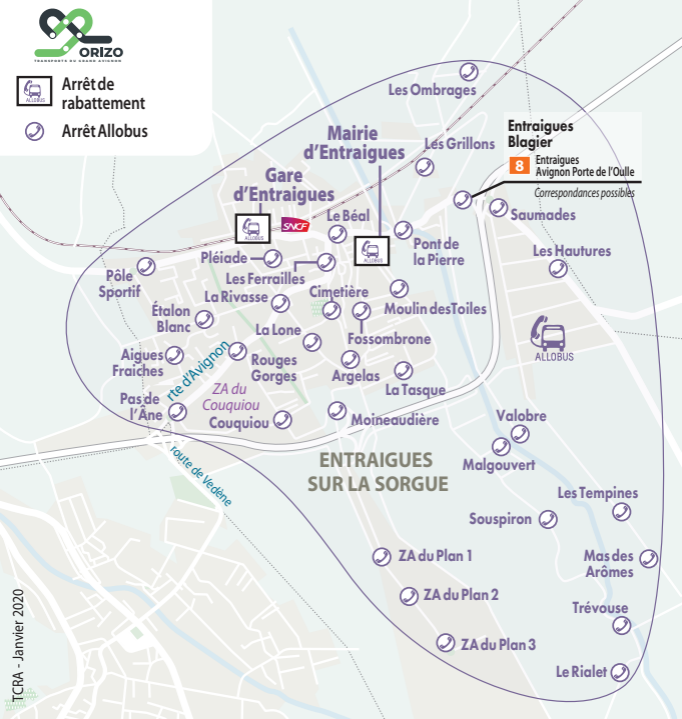 ORIZO
TRANSPORTS DU GRAND AVIGNON
ALLOBUS
Arrêt de
rabattement
Arrêt Allobus
Les Ombrages
Mairie
d'Entraigues
Les Grillons
Entraigues
Blagier
8 Entraigues
Avignon Porte de l'Oulle
Correspondances possibles
Gare
d'Entraigues
ALLOBUS
SNCF
Le Béal
ALLOBUS
Pont de
la Pierre
Saumades
Les Hautures
Pléiade
Les Ferrailles
Pôle
Sportif
La Rivasse
Cimetière
Moulin des Toiles
Étalon
Blanc
La Lone
Fossombrone
ALLOBUS
Aigues
Fraiches
rte d'Avignon
Rouges
Gorges
Argelas
La Tasque
Pas de
l'Âne
ZA du
Couquiou
Couquiou
Moineaudière
Valobre
Malgouvert
ENTRAIGUES
SUR LA SORGUE
route de Vedène
Les Tempines
Souspiron
ZA du Plan 1
Mas des
Arômes
ZA du Plan 2
Trévouse
ZA du Plan 3
Le Rialet
TCRA - Janvier 2020